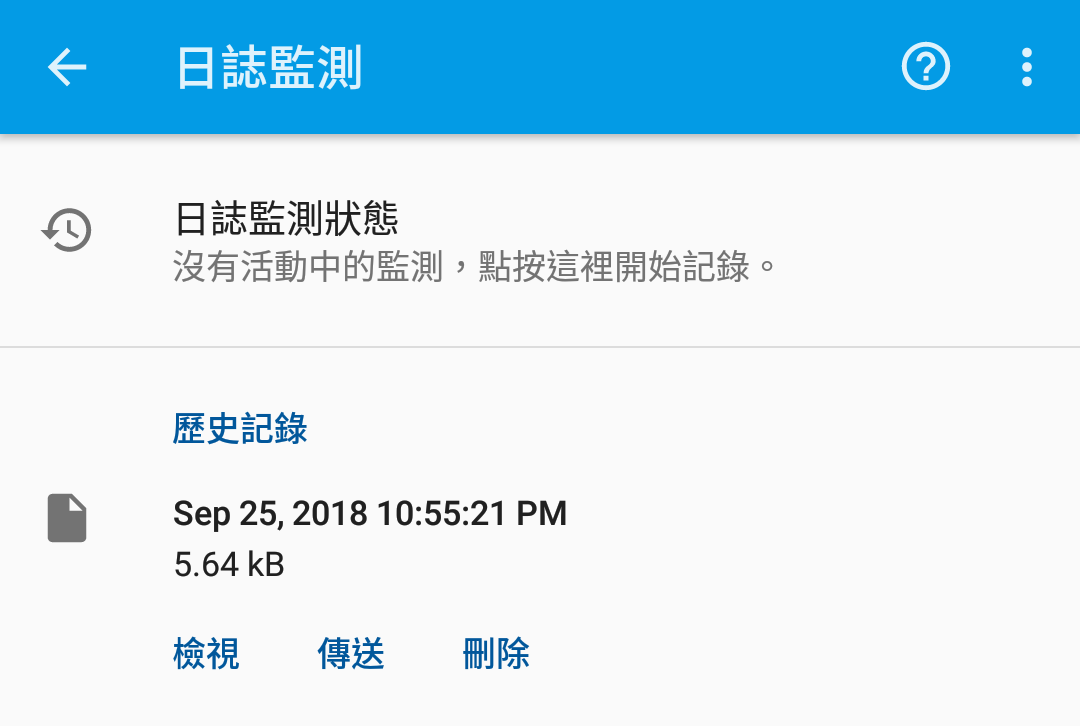 日誌監測
日誌監測狀態
沒有活動中的監測，點按這裡開始記錄。
歷史記錄
Sep 25, 2018 10:55:21 PM
5.64 kB
檢視 傳送 刪除